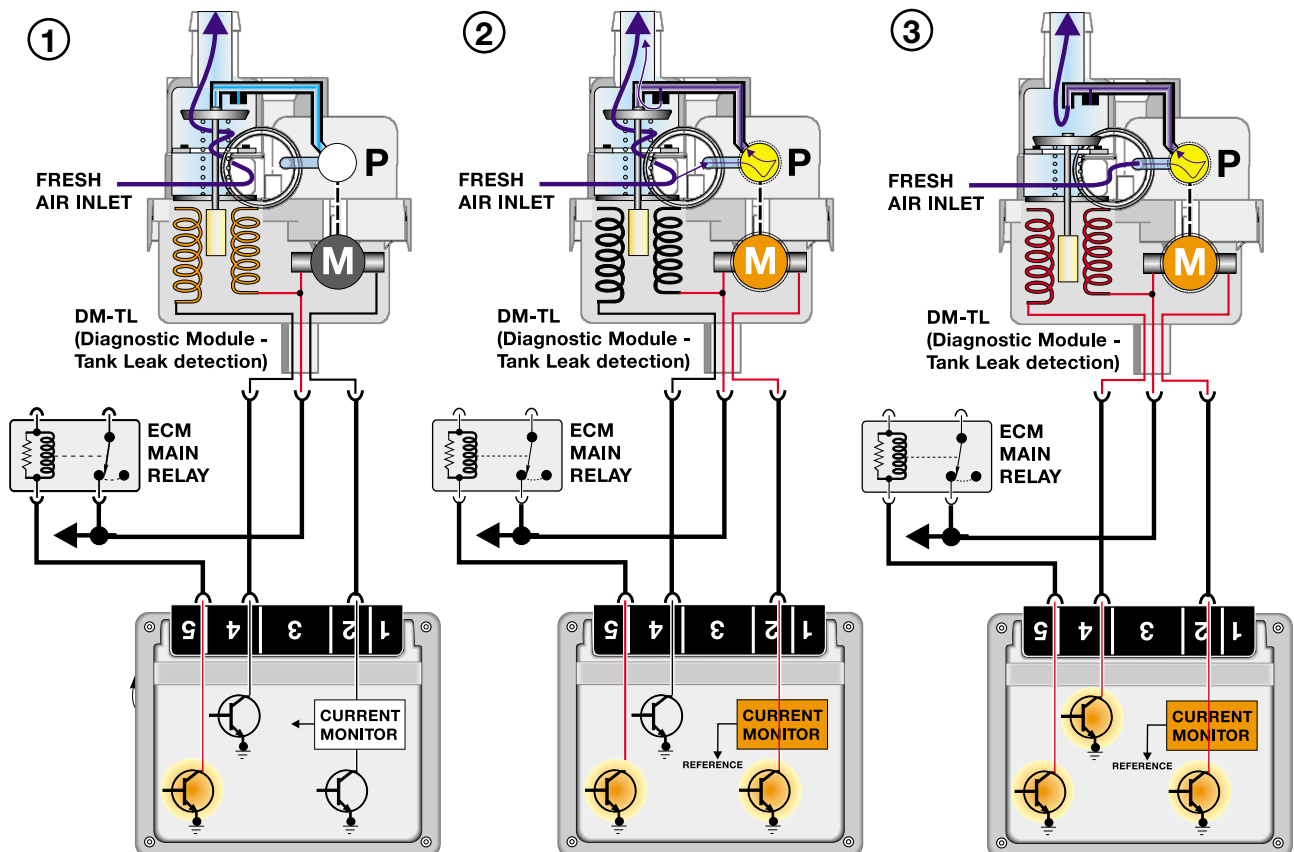 1
P
FRESH
AIR INLET
M
DM-TL
(Diagnostic Module -
Tank Leak detection)
ECM
MAIN
RELAY
5 4 3 2 1
CURRENT
MONITOR
2
P
FRESH
AIR INLET
M
DM-TL
(Diagnostic Module -
Tank Leak detection)
ECM
MAIN
RELAY
5 4 3 2 1
CURRENT
MONITOR
REFERENCE
3
P
FRESH
AIR INLET
M
DM-TL
(Diagnostic Module -
Tank Leak detection)
ECM
MAIN
RELAY
5 4 3 2 1
CURRENT
MONITOR
REFERENCE